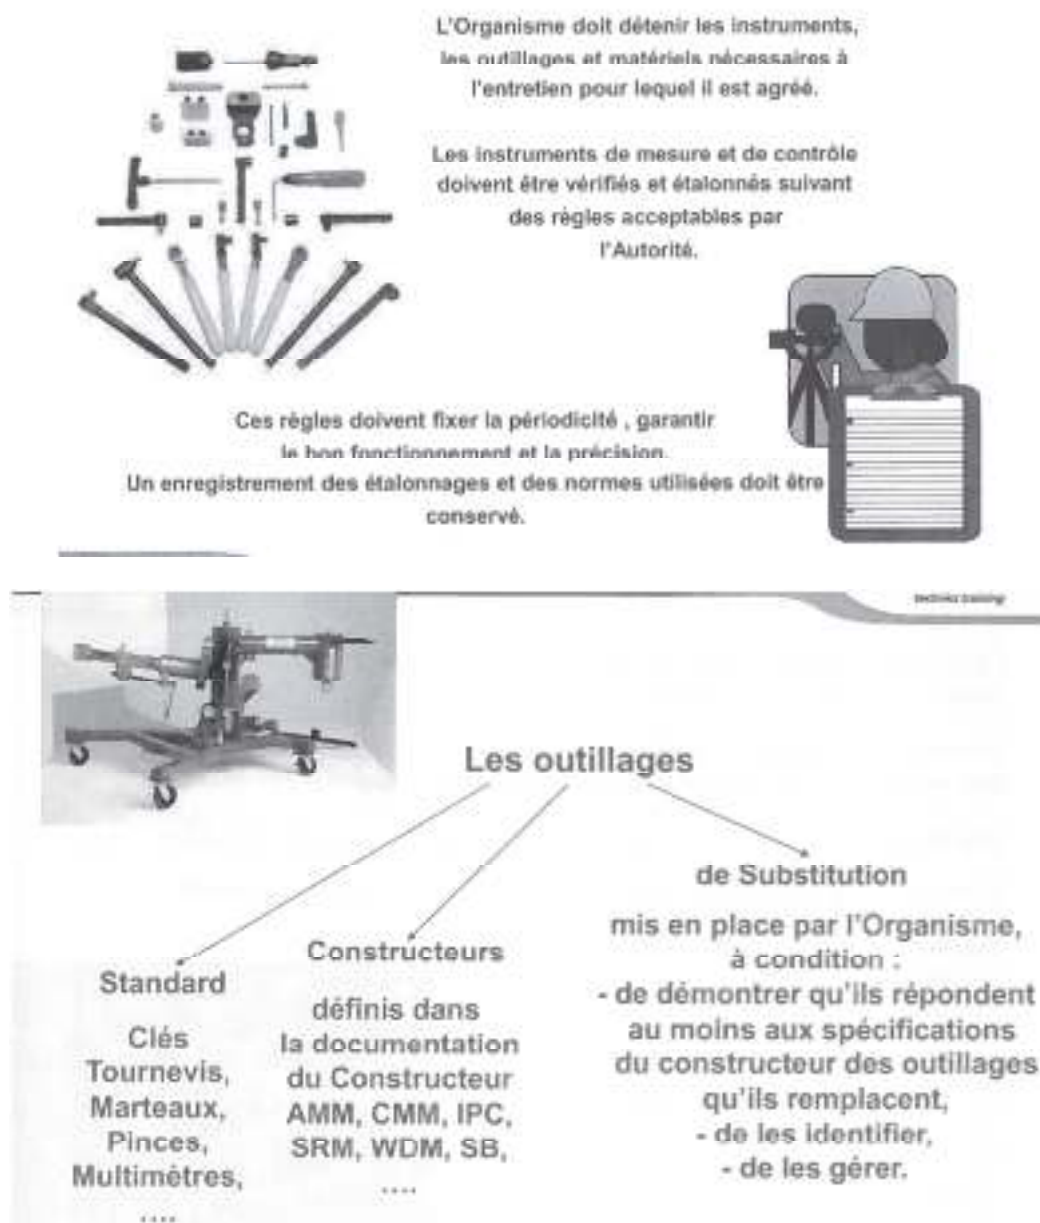 L'Organisme doit détenir les instruments,
les outillages et matériels nécessaires à
l'entretien pour lequel il est agréé.
Les instruments de mesure et de contrôle
doivent être vérifiés et étalonnés suivant
des règles acceptables par
l'Autorité.
Ces règles doivent fixer la périodicité , garantir
le bon fonctionnement et la précision.
Un enregistrement des étalonnages et des normes utilisées doit être
conservé.
training
Les outillages
Standard
Clés
Tournevis,
Marteaux,
Pinces,
Multimètres,
....
Constructeurs
définis dans
la documentation
du Constructeur
AMM, CMM, IPC,
SRM, WDM, SB,
....
de Substitution
mis en place par l'Organisme,
à condition :
- de démontrer qu'ils répondent
au moins aux spécifications
du constructeur des outillages
qu'ils remplacent,
- de les identifier,
- de les gérer.